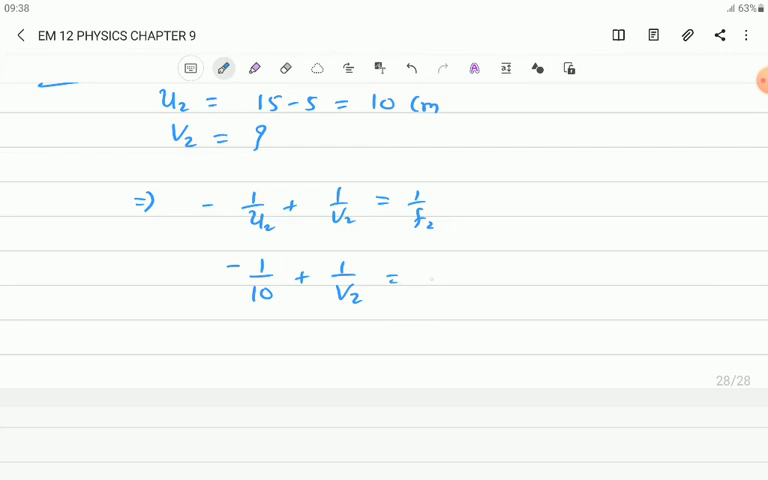 09:38
63%
EM 12 PHYSICS CHAPTER 9
u₂ = 15 - 5 = 10 cm
V₂ = ?
=> - 1/u₂ + 1/V₂ = 1/f₂
- 1/10 + 1/V₂ =
28/28